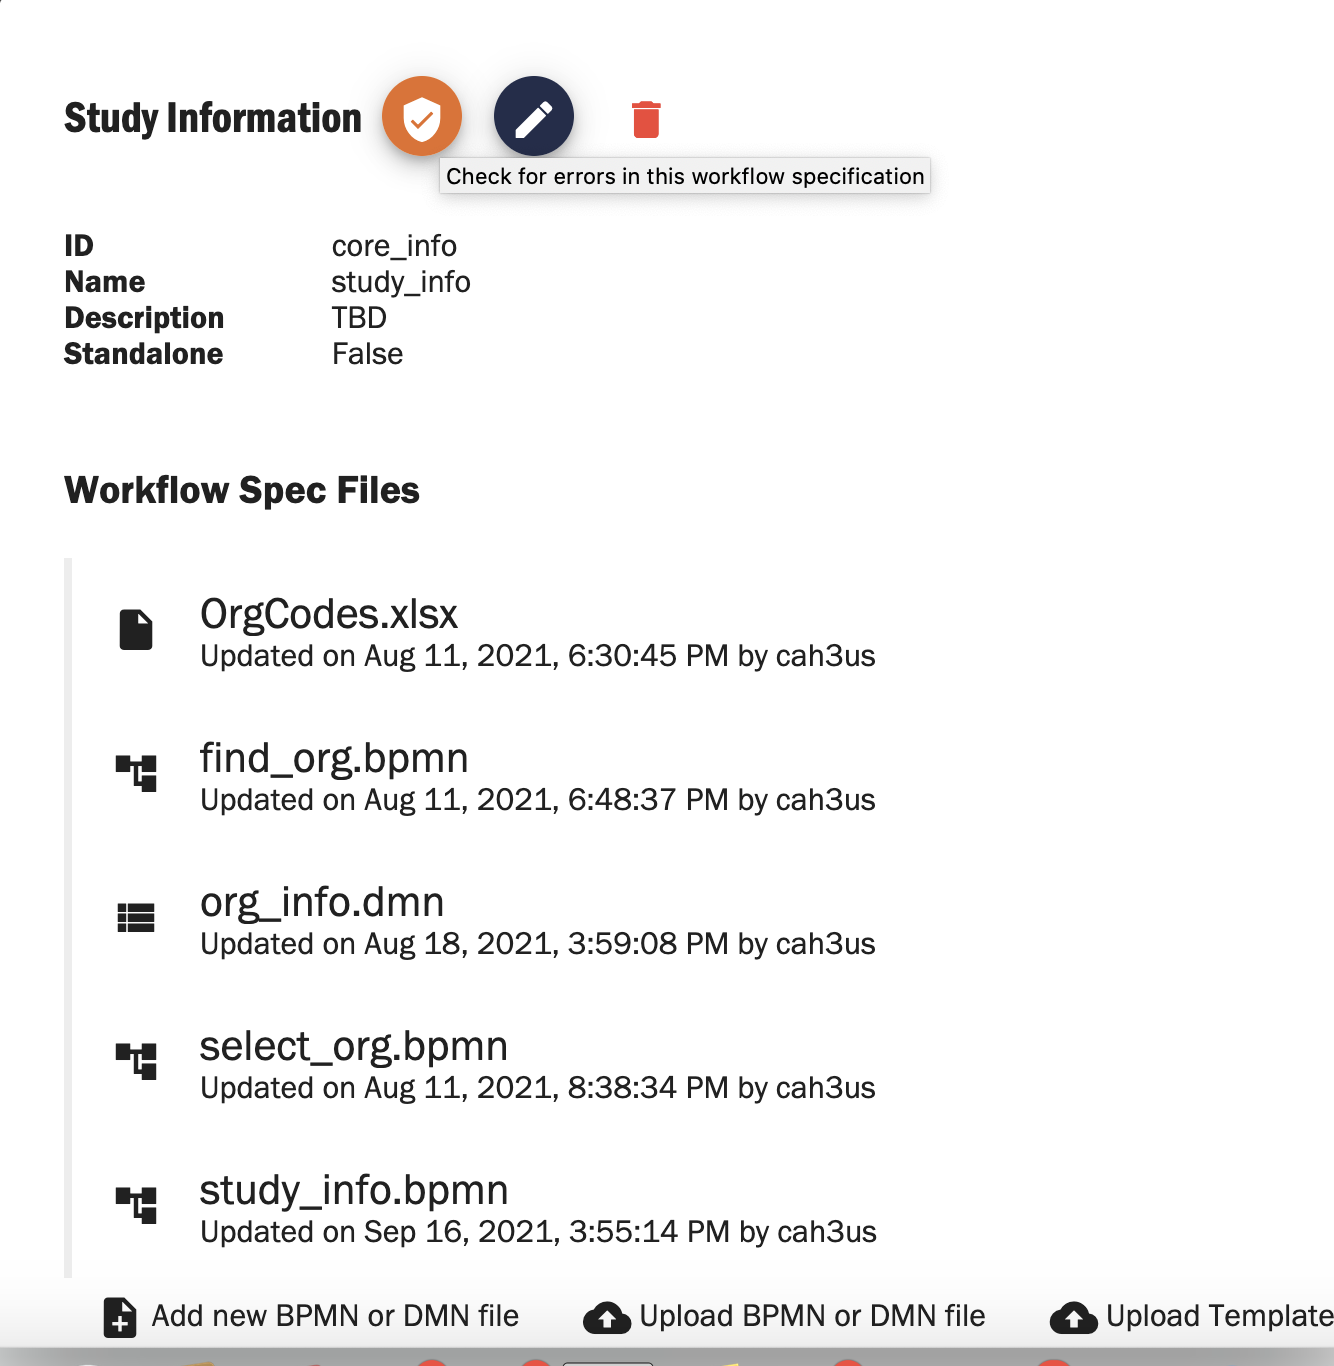 Study Information
Check for errors in this workflow specification
ID core_info
Name study_info
Description TBD
Standalone False
Workflow Spec Files
OrgCodes.xlsx
Updated on Aug 11, 2021, 6:30:45 PM by cah3us
find_org.bpmn
Updated on Aug 11, 2021, 6:48:37 PM by cah3us
org_info.dmn
Updated on Aug 18, 2021, 3:59:08 PM by cah3us
select_org.bpmn
Updated on Aug 11, 2021, 8:38:34 PM by cah3us
study_info.bpmn
Updated on Sep 16, 2021, 3:55:14 PM by cah3us
Add new BPMN or DMN file Upload BPMN or DMN file Upload Template